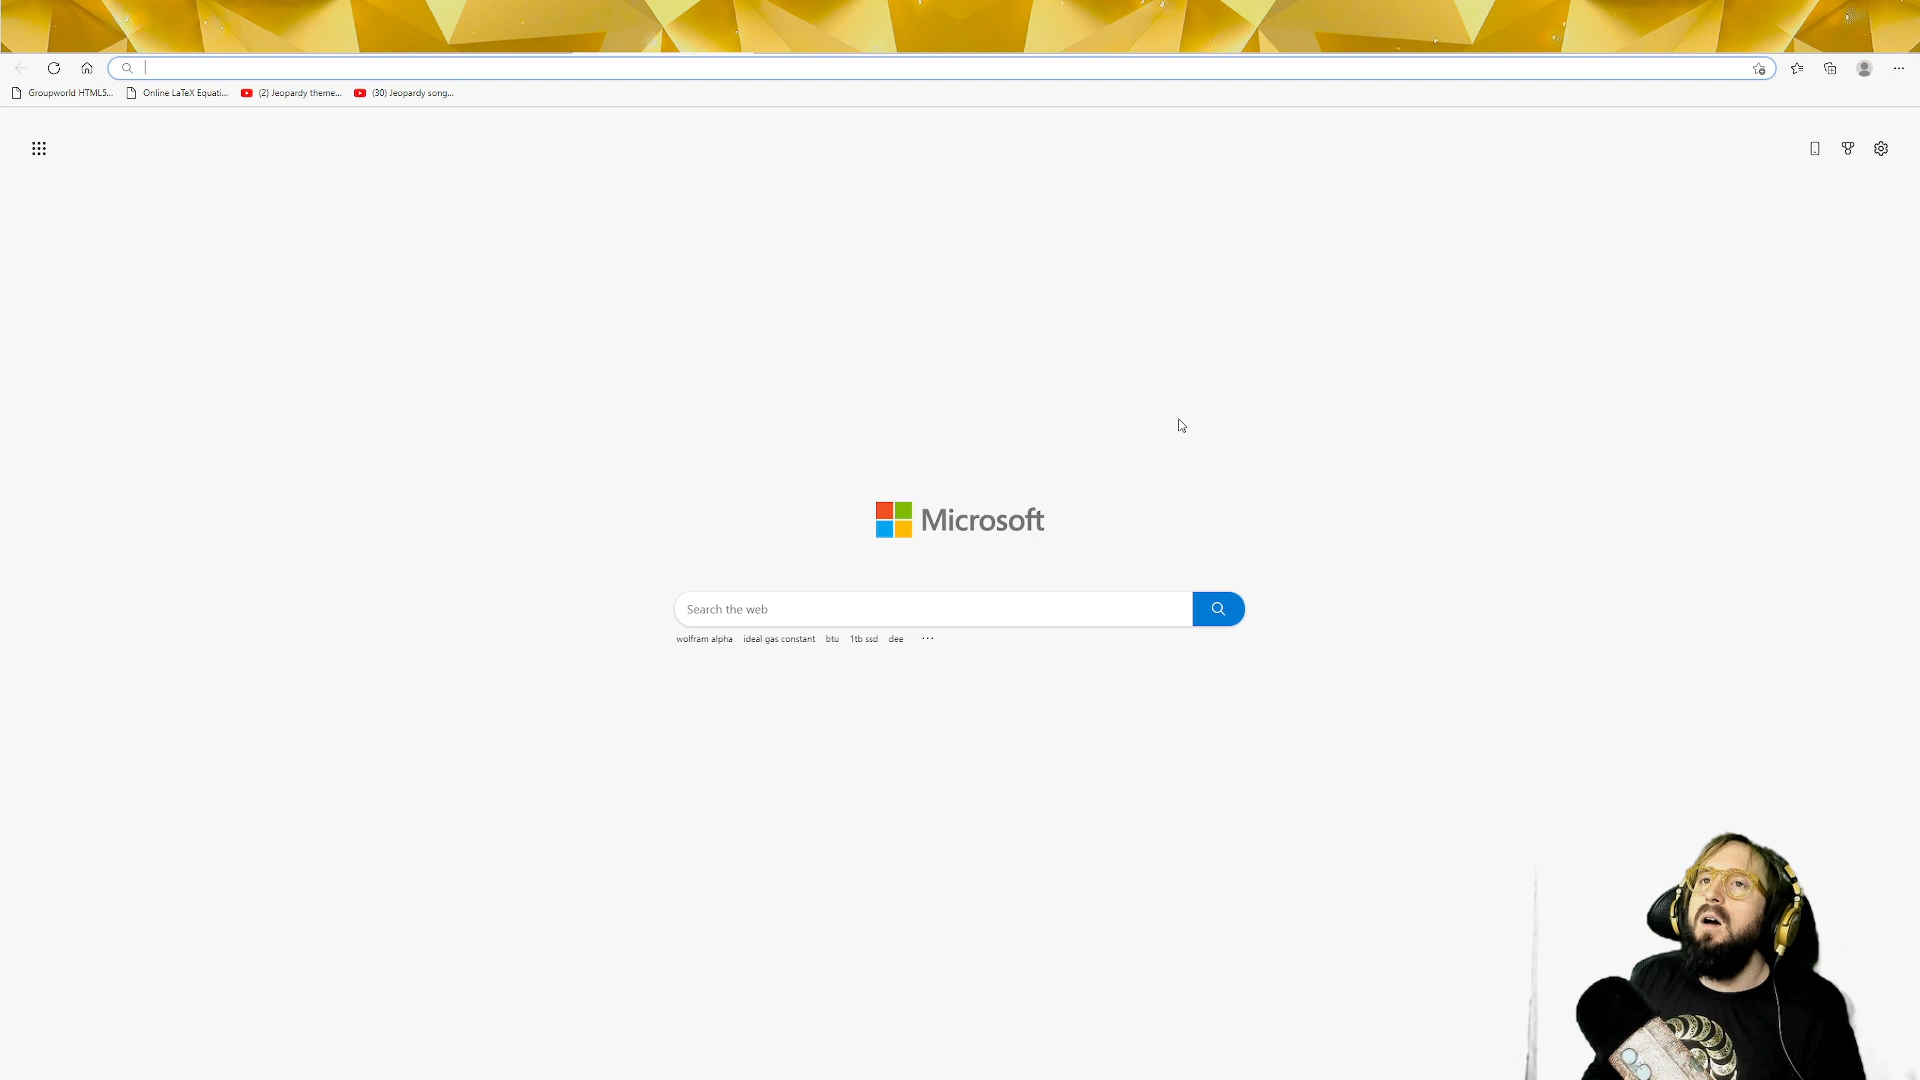 Groupworld HTML5... Online LaTeX Equati... (2) Jeopardy theme... (30) Jeopardy song...
Microsoft
Search the web
wolfram alpha ideal gas constant btu 1tb ssd dee ...